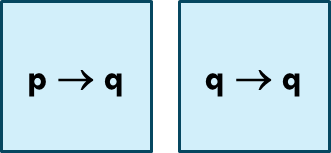 p → q
q → q